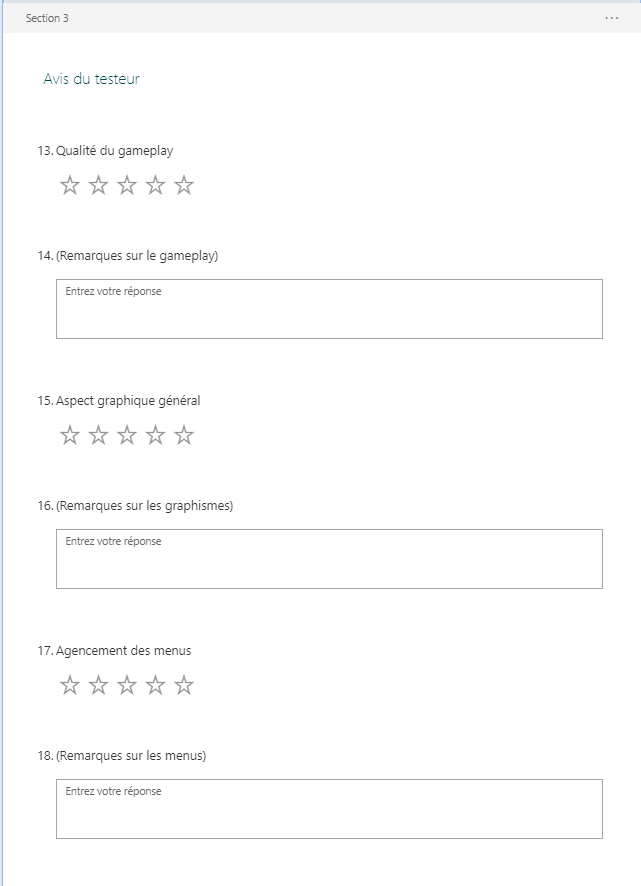 Section 3
Avis du testeur
13. Qualité du gameplay
14. (Remarques sur le gameplay)
Entrez votre réponse
15. Aspect graphique général
16. (Remarques sur les graphismes)
Entrez votre réponse
17. Agencement des menus
18. (Remarques sur les menus)
Entrez votre réponse